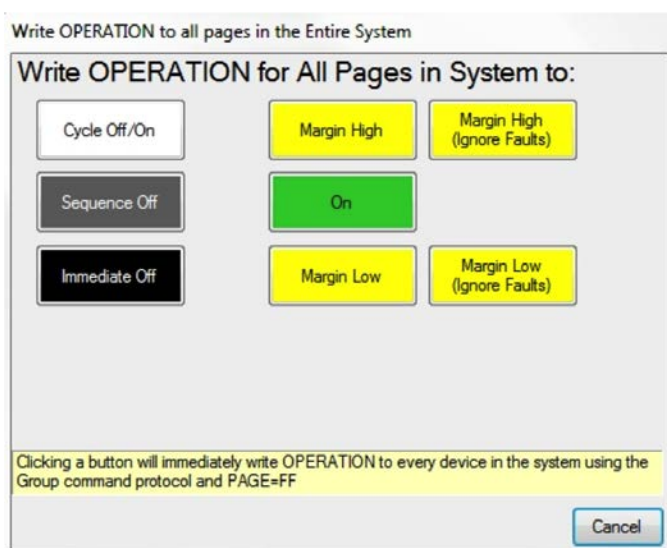 Write OPERATION to all pages in the Entire System
Write OPERATION for All Pages in System to:
Cycle Off/On
Margin High
Margin High
(Ignore Faults)
Sequence Off
On
Immediate Off
Margin Low
Margin Low
(Ignore Faults)
Clicking a button will immediately write OPERATION to every device in the system using the
Group command protocol and PAGE=FF
Cancel